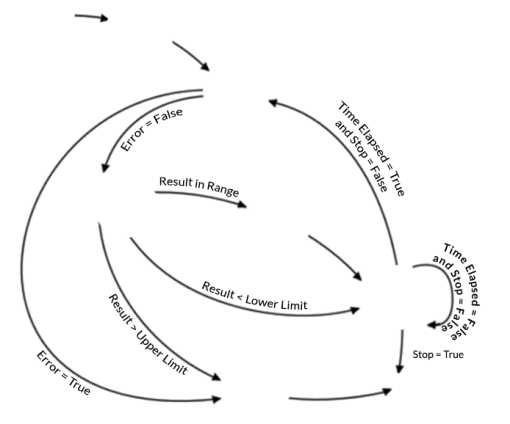 Time Elapsed = True
and Stop = False
Error = False
Result in Range
Time Elapsed = False
and Stop = False
Result < Lower Limit
Result > Upper Limit
Stop = True
Error = True